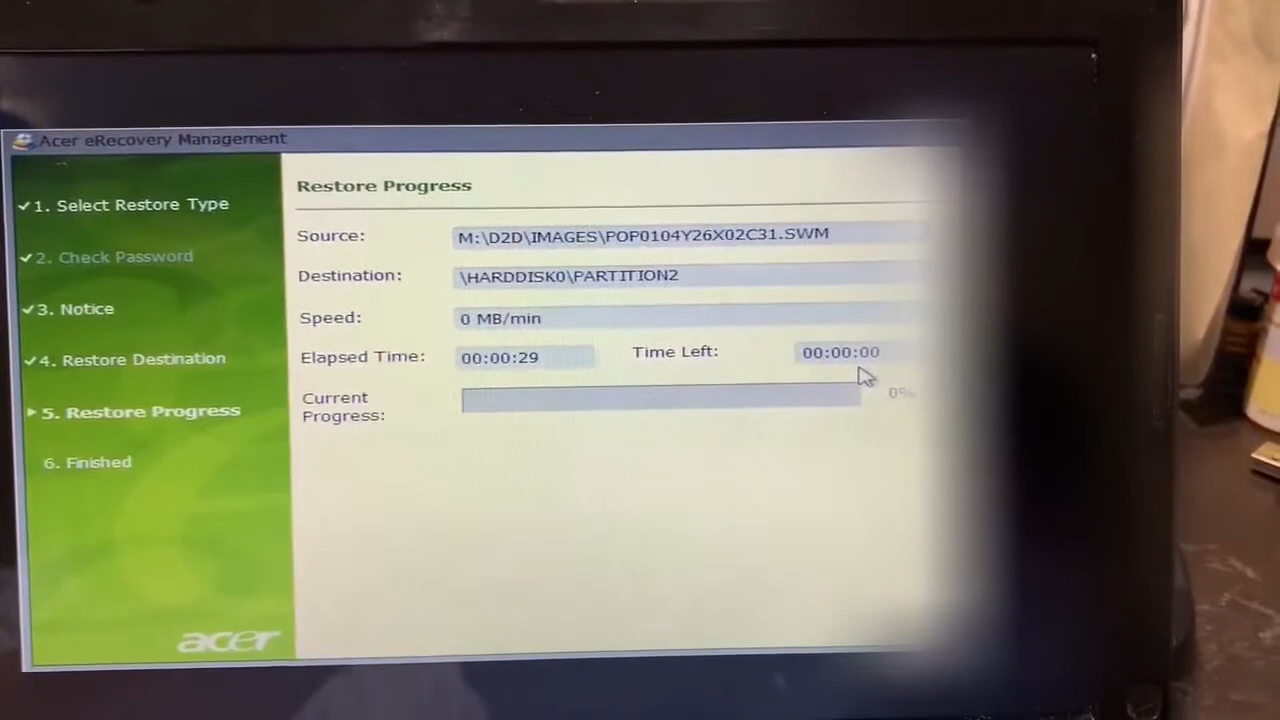 Acer eRecovery Management
1. Select Restore Type
2. Check Password
3. Notice
4. Restore Destination
5. Restore Progress
6. Finished
acer
Restore Progress
Source: M:\D2D\IMAGES\POP0104Y26X02C31.SWM
Destination: \HARDDISK0\PARTITION2
Speed: 0 MB/min
Elapsed Time: 00:00:29 Time Left: 00:00:00
Current Progress: 0%